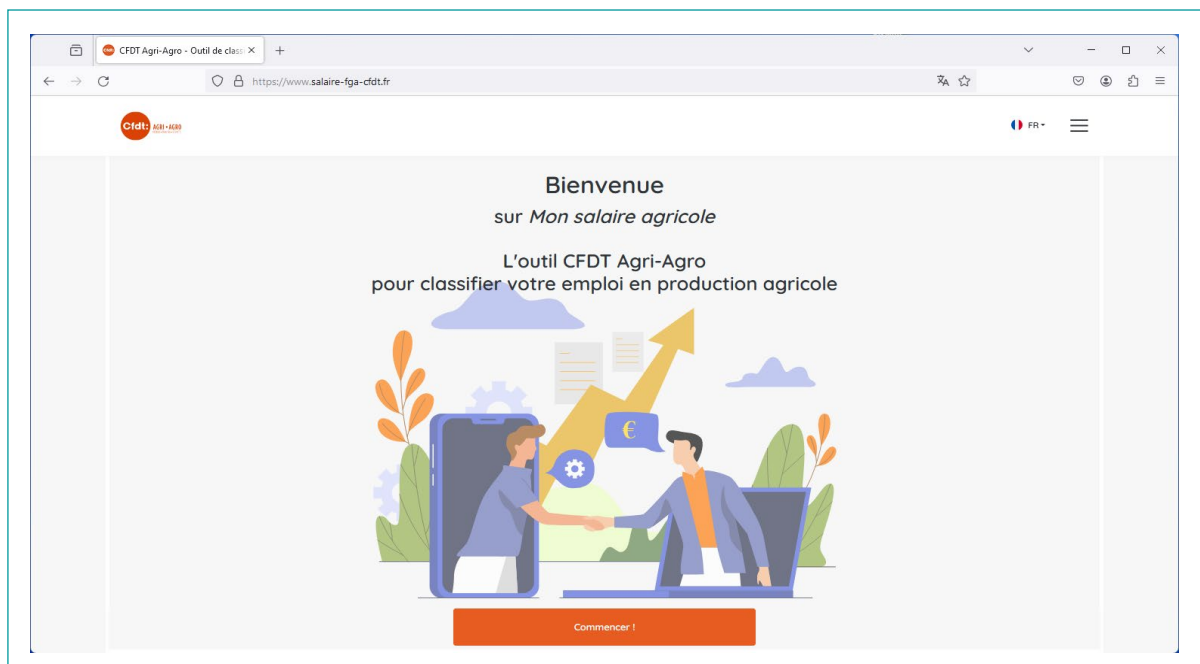 CFDT Agri-Agro - Outil de class
https://www.salaire-fga-cfdt.fr
Cfdt: AGRI-AGRO
FR
Bienvenue
sur Mon salaire agricole
L'outil CFDT Agri-Agro
pour classifier votre emploi en production agricole
€
Commencer !